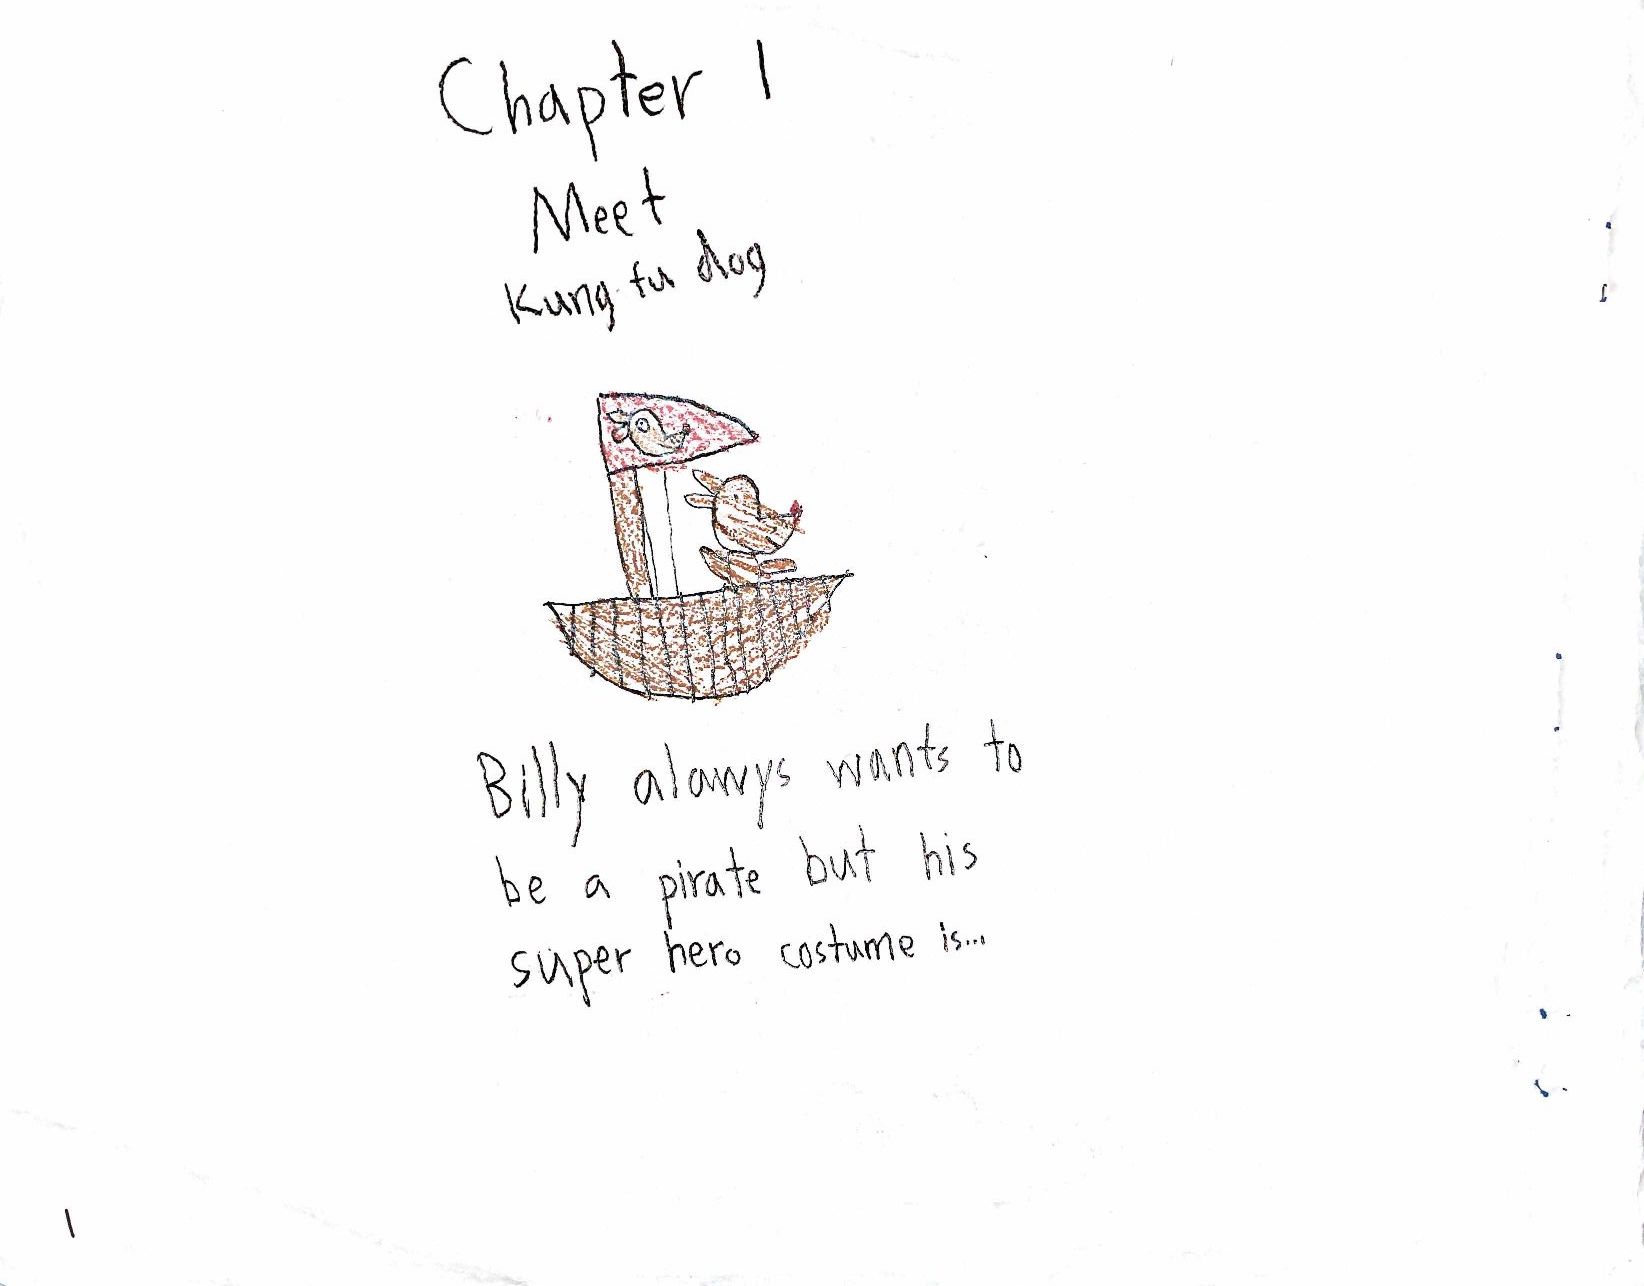 Chapter 1
Meet
Kung fu dog
Billy alawys wants to
be a pirate but his
super hero costume is...
1